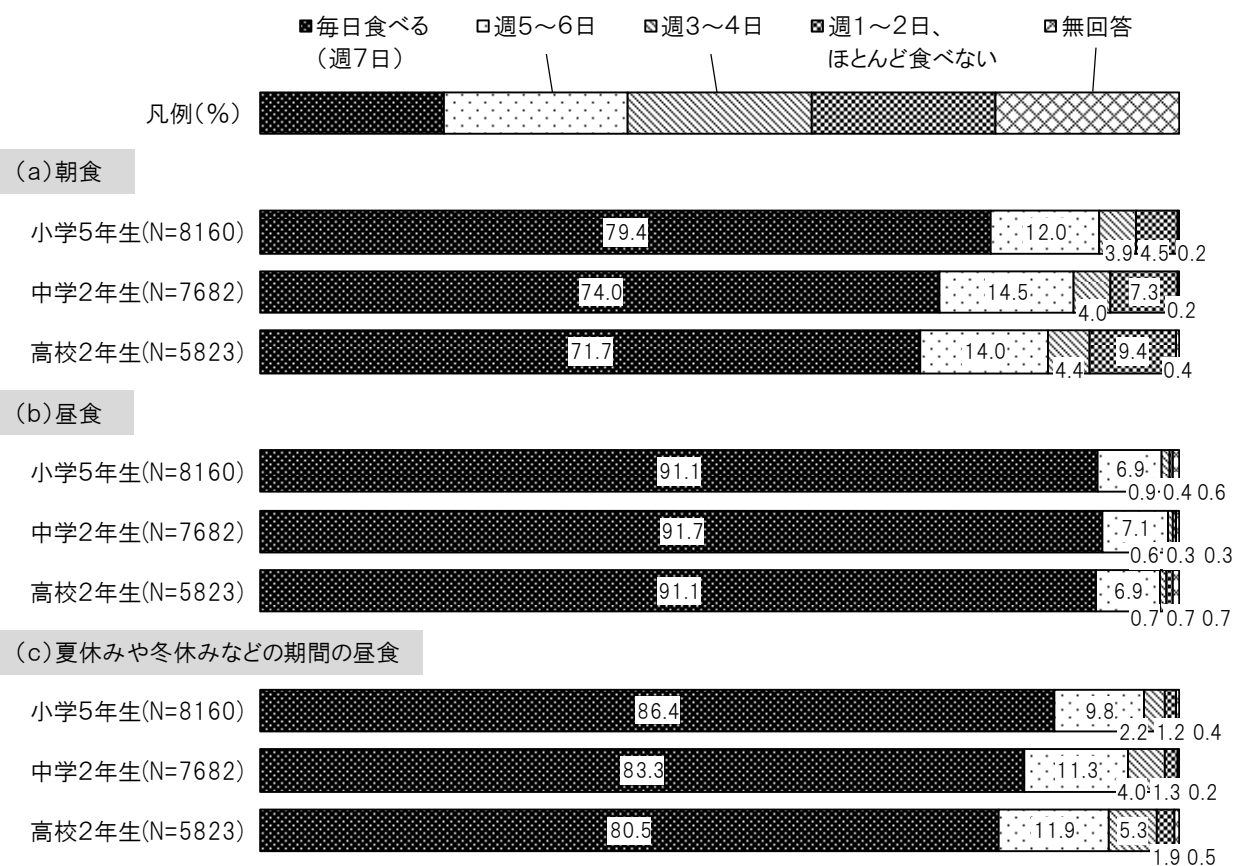 毎日食べる 週5～6日 週3～4日 週1～2日、 無回答
(週7日) ほとんど食べない
凡例(%)
(a)朝食
小学5年生(N=8160) 79.4 12.0 3.9 4.5 0.2
中学2年生(N=7682) 74.0 14.5 4.0 7.3 0.2
高校2年生(N=5823) 71.7 14.0 4.4 9.4 0.4
(b)昼食
小学5年生(N=8160) 91.1 6.9 0.9 0.4 0.6
中学2年生(N=7682) 91.7 7.1 0.6 0.3 0.3
高校2年生(N=5823) 91.1 6.9 0.7 0.7 0.7
(c)夏休みや冬休みなどの期間の昼食
小学5年生(N=8160) 86.4 9.8 2.2 1.2 0.4
中学2年生(N=7682) 83.3 11.3 4.0 1.3 0.2
高校2年生(N=5823) 80.5 11.9 5.3 1.9 0.5